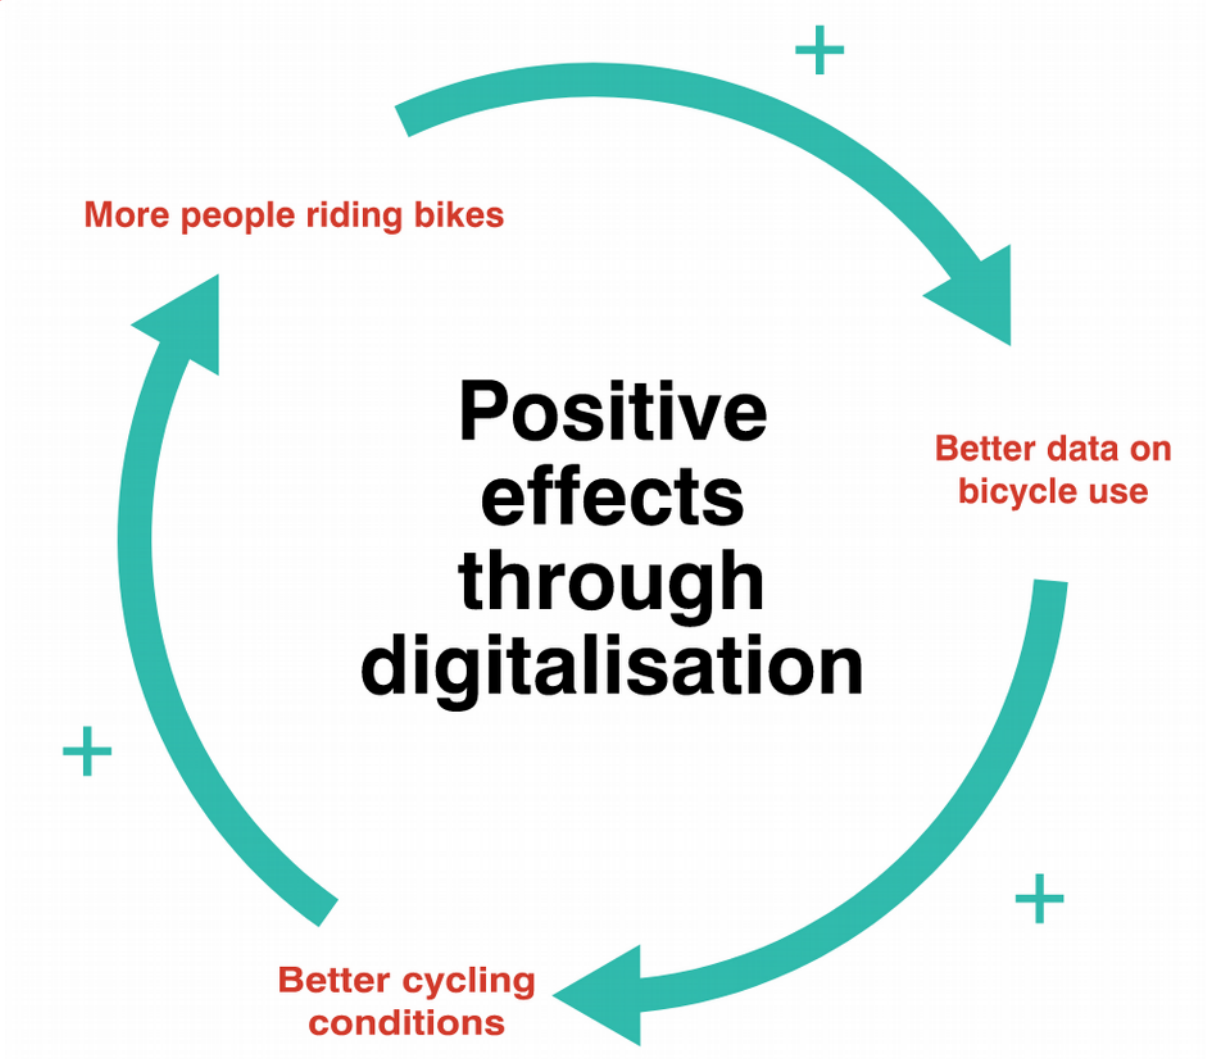 +
More people riding bikes
Positive
effects
through
digitalisation
Better data on
bicycle use
+
+
Better cycling
conditions